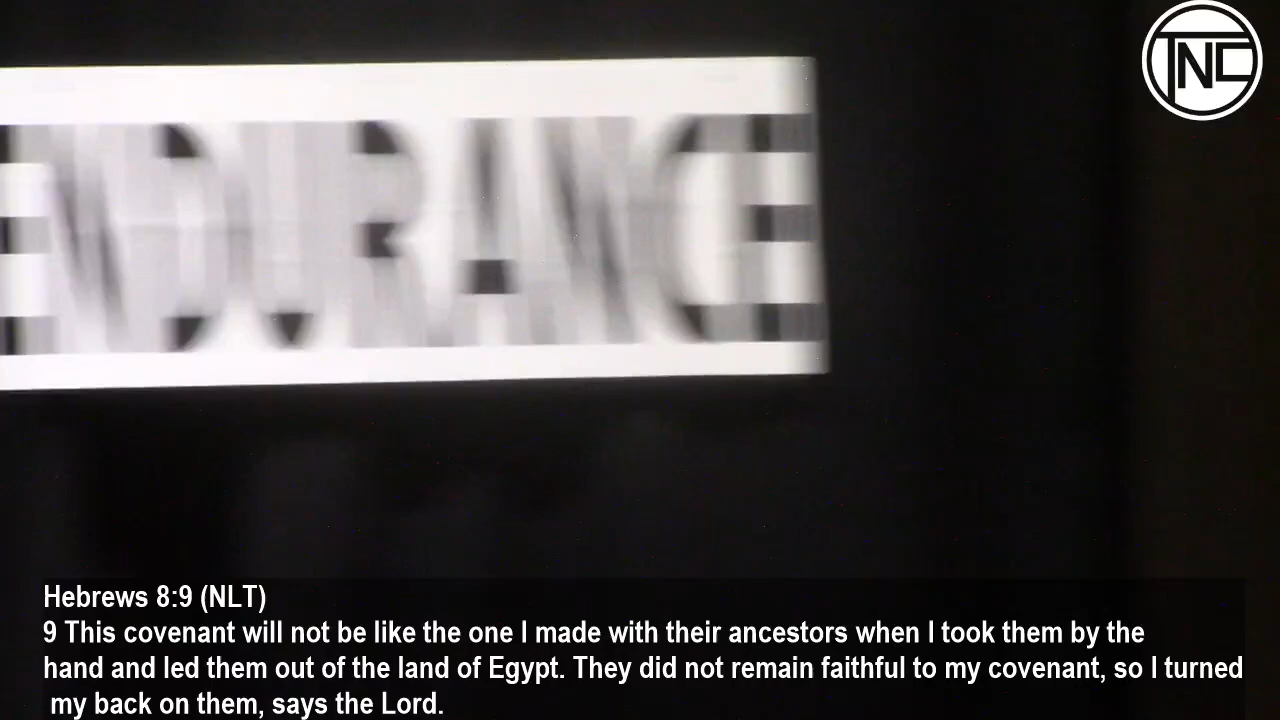 TNC
ENDURANCE
Hebrews 8:9 (NLT)
9 This covenant will not be like the one I made with their ancestors when I took them by the
hand and led them out of the land of Egypt. They did not remain faithful to my covenant, so I turned
my back on them, says the Lord.